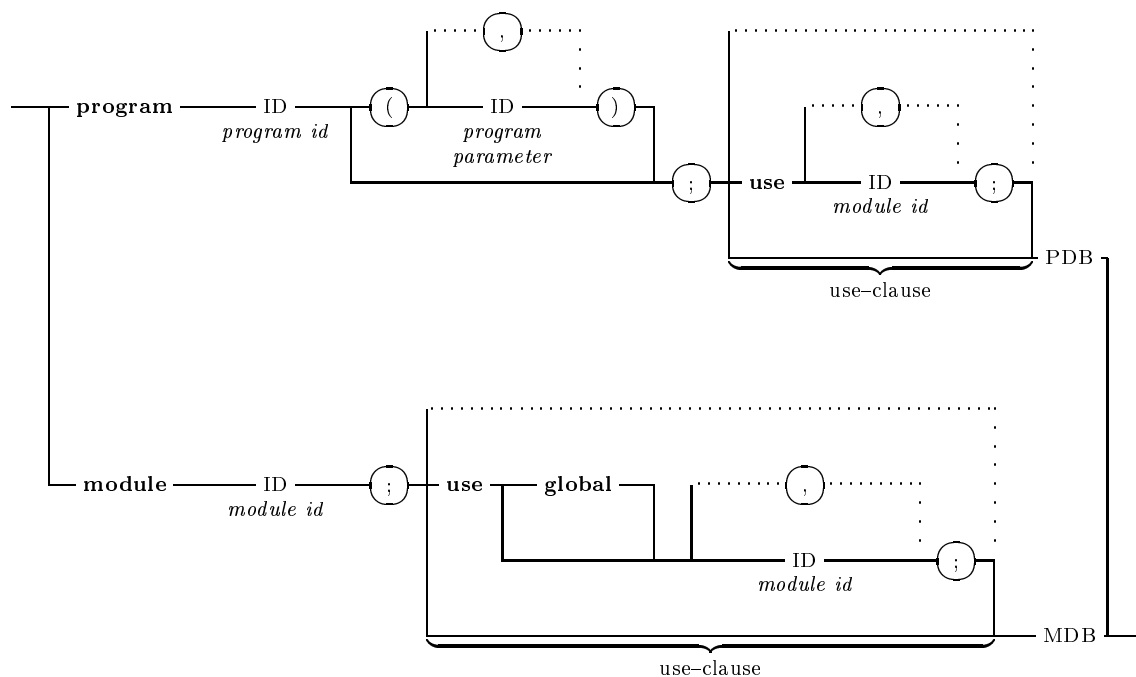 ,
program ID ( ID )
program id program
parameter
,
; use ID ;
module id
PDB
use–clause
module ID ; use global ,
module id
ID ;
module id
MDB
use–clause